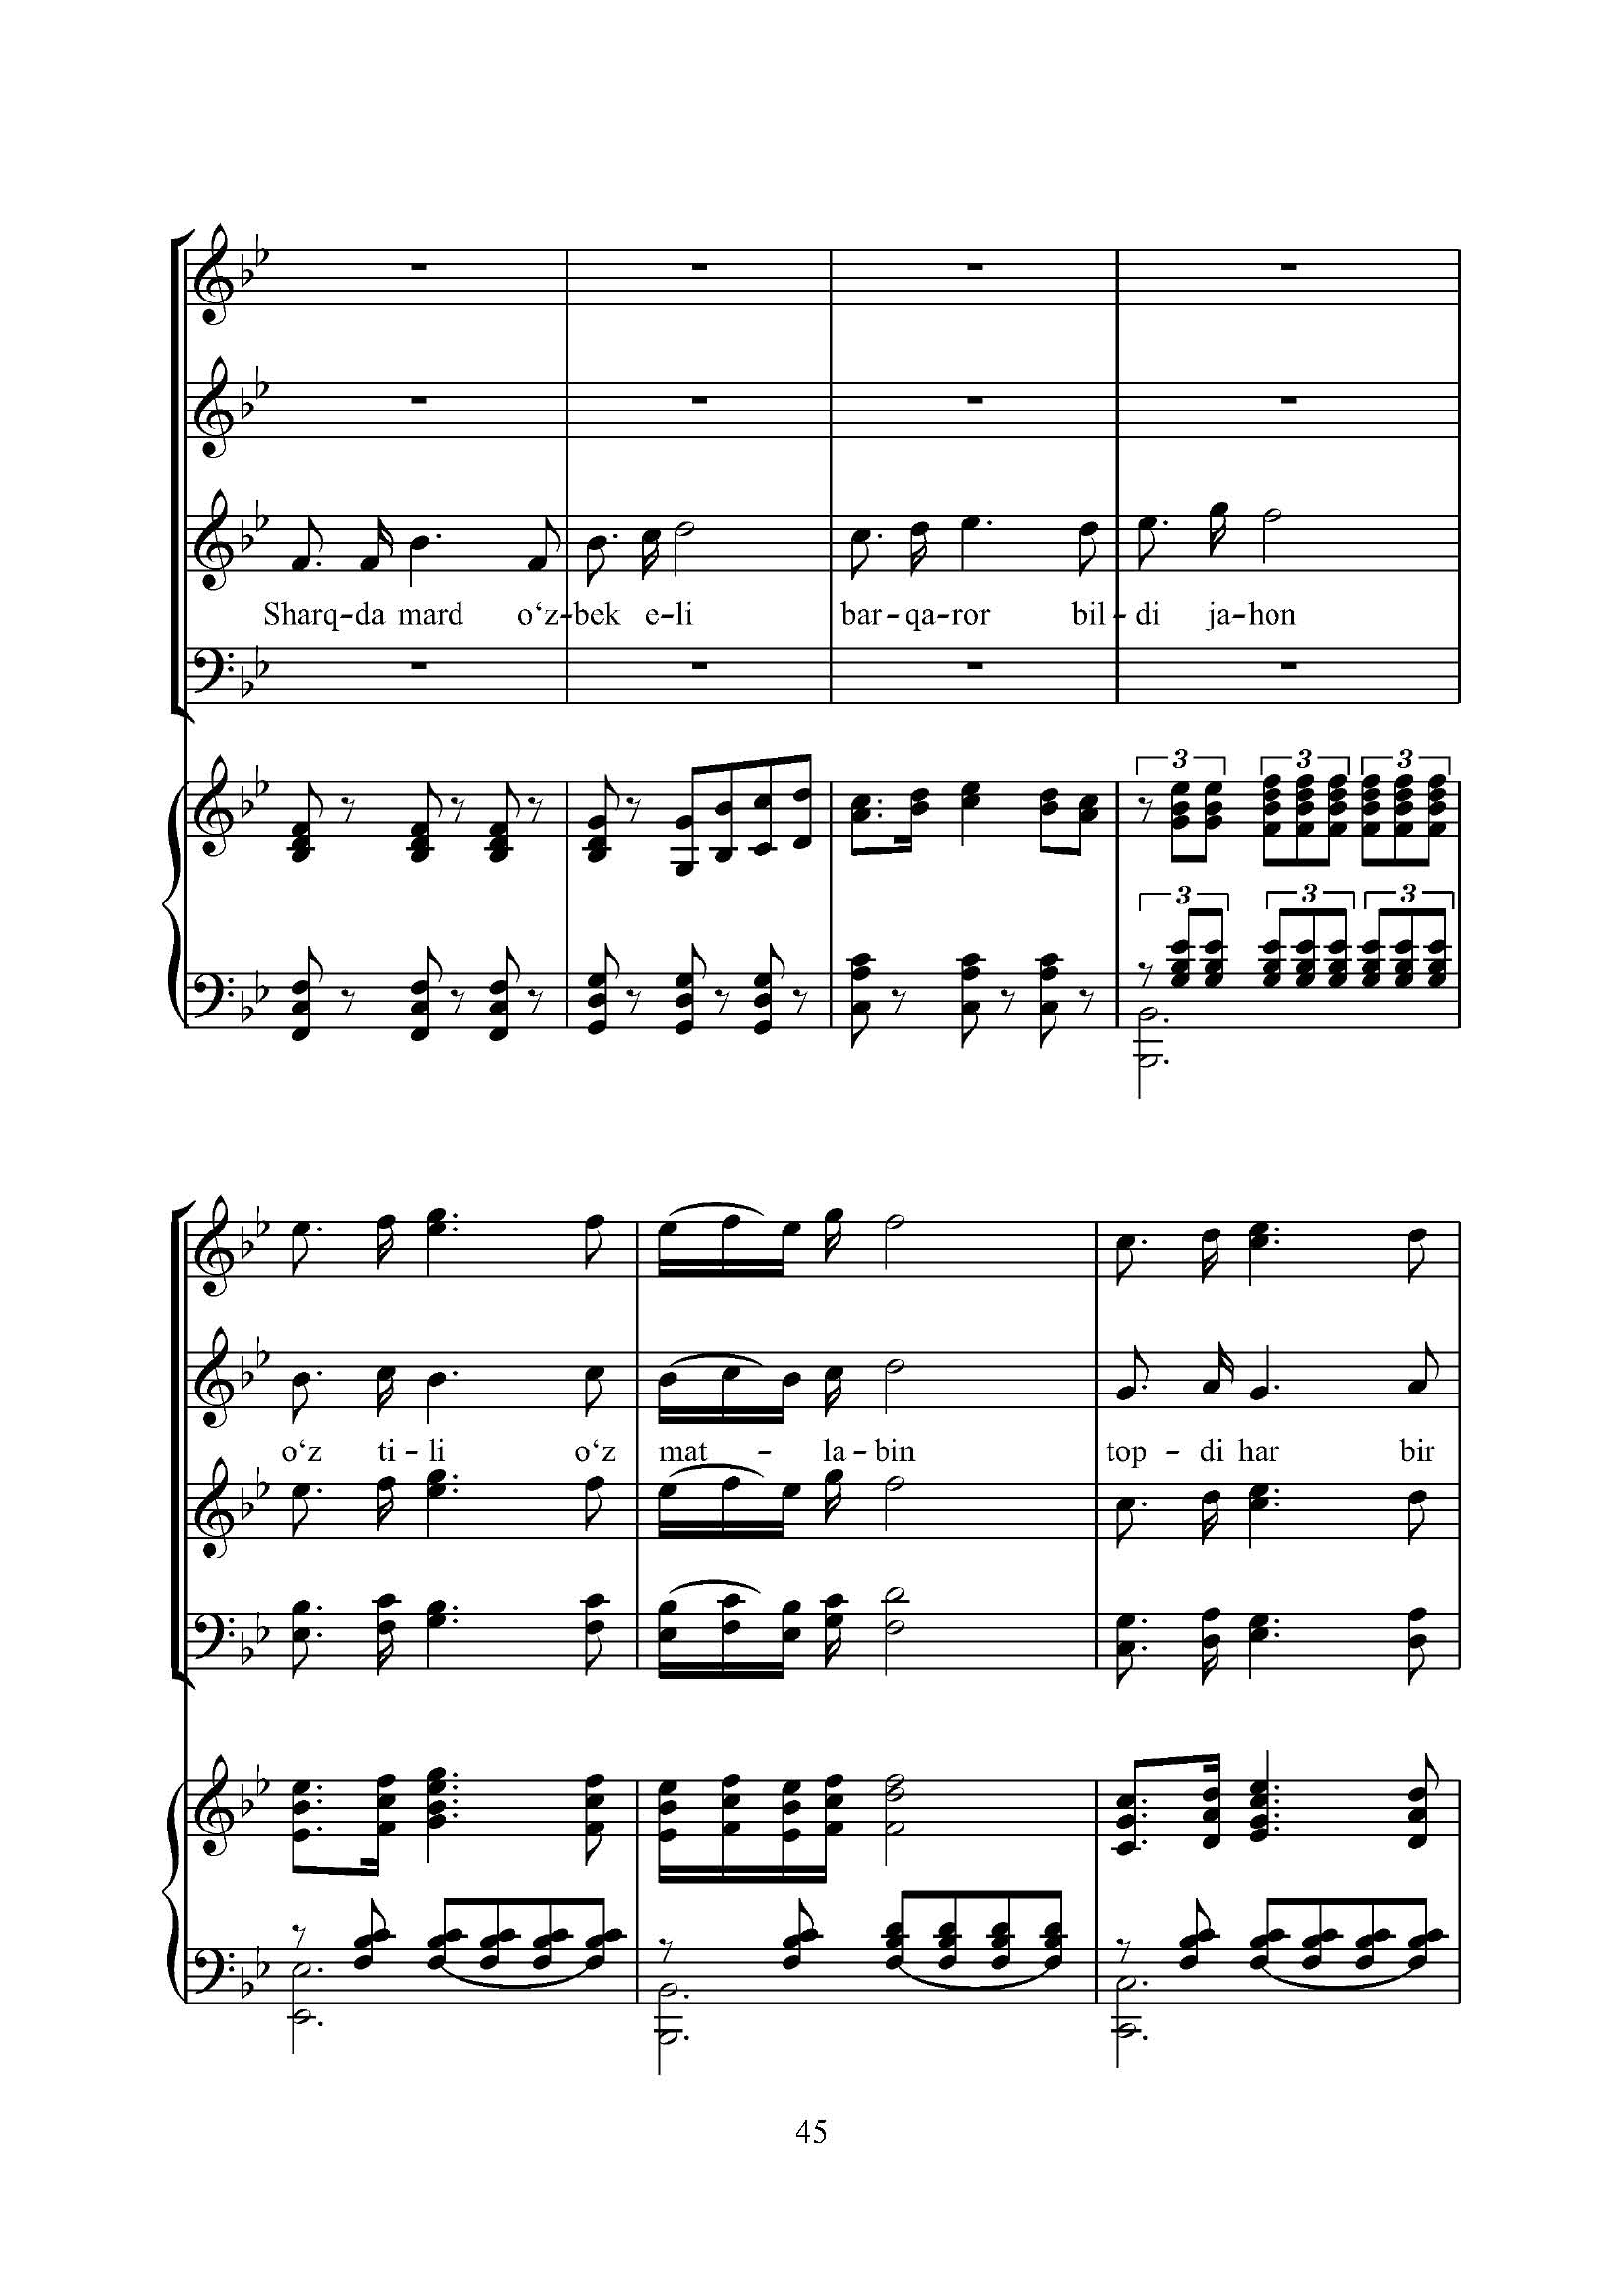 Sharq-da mard o‘z-bek e-li bar-qa-ror bil-di ja-hon
3 3 3
3 3 3
o‘z ti-li o‘z mat-la-bin top-di har bir
45